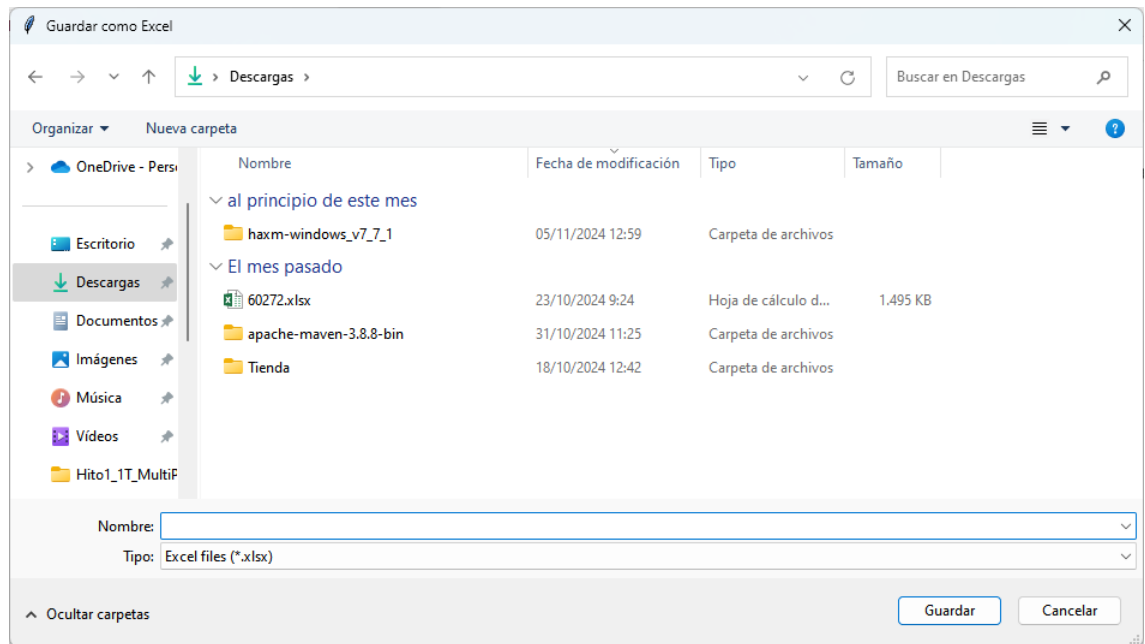 Guardar como Excel
Descargas
Buscar en Descargas
Organizar
Nueva carpeta
?
OneDrive - Perso
Nombre
Fecha de modificación
Tipo
Tamaño
al principio de este mes
haxm-windows_v7_7_1
05/11/2024 12:59
Carpeta de archivos
Escritorio
El mes pasado
Descargas
60272.xlsx
23/10/2024 9:24
Hoja de cálculo d...
1.495 KB
Documentos
apache-maven-3.8.8-bin
31/10/2024 11:25
Carpeta de archivos
Imágenes
Tienda
18/10/2024 12:42
Carpeta de archivos
Música
Vídeos
Hito1_1T_MultiP
Nombre:
Tipo:
Excel files (*.xlsx)
Ocultar carpetas
Guardar
Cancelar